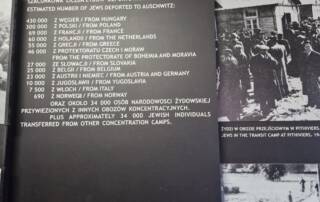 ESTIMATED NUMBER OF JEWS DEPORTED TO AUSCHWITZ:
430 000 Z WĘGIER / FROM HUNGARY
300 000 Z POLSKI / FROM POLAND
69 000 Z FRANCJI / FROM FRANCE
60 000 Z HOLANDII / FROM THE NETHERLANDS
55 000 Z GRECJI / FROM GREECE
46 000 Z PROTEKTORATU CZECH I MORAW
FROM THE PROTECTORATE OF BOHEMIA AND MORAVIA
27 000 Z SŁOWACJI / FROM SLOVAKIA
25 000 Z BELGII / FROM BELGIUM
23 000 Z AUSTRII I NIEMIEC / FROM AUSTRIA AND GERMANY
10 000 Z JUGOSŁAWII / FROM YUGOSLAVIA
7 500 Z WŁOCH / FROM ITALY
690 Z NORWEGII / FROM NORWAY
ORAZ OKOŁO 34 000 OSÓB NARODOWOŚCI ŻYDOWSKIEJ
PRZYWIEZIONYCH Z INNYCH OBOZÓW KONCENTRACYJNYCH.
PLUS APPROXIMATELY 34 000 JEWISH INDIVIDUALS
TRANSFERRED FROM OTHER CONCENTRATION CAMPS.
ŻYDZI W OBOZIE PRZEJŚCIOWYM W PITHIVIERS,
JEWS IN THE TRANSIT CAMP AT PITHIVIERS,